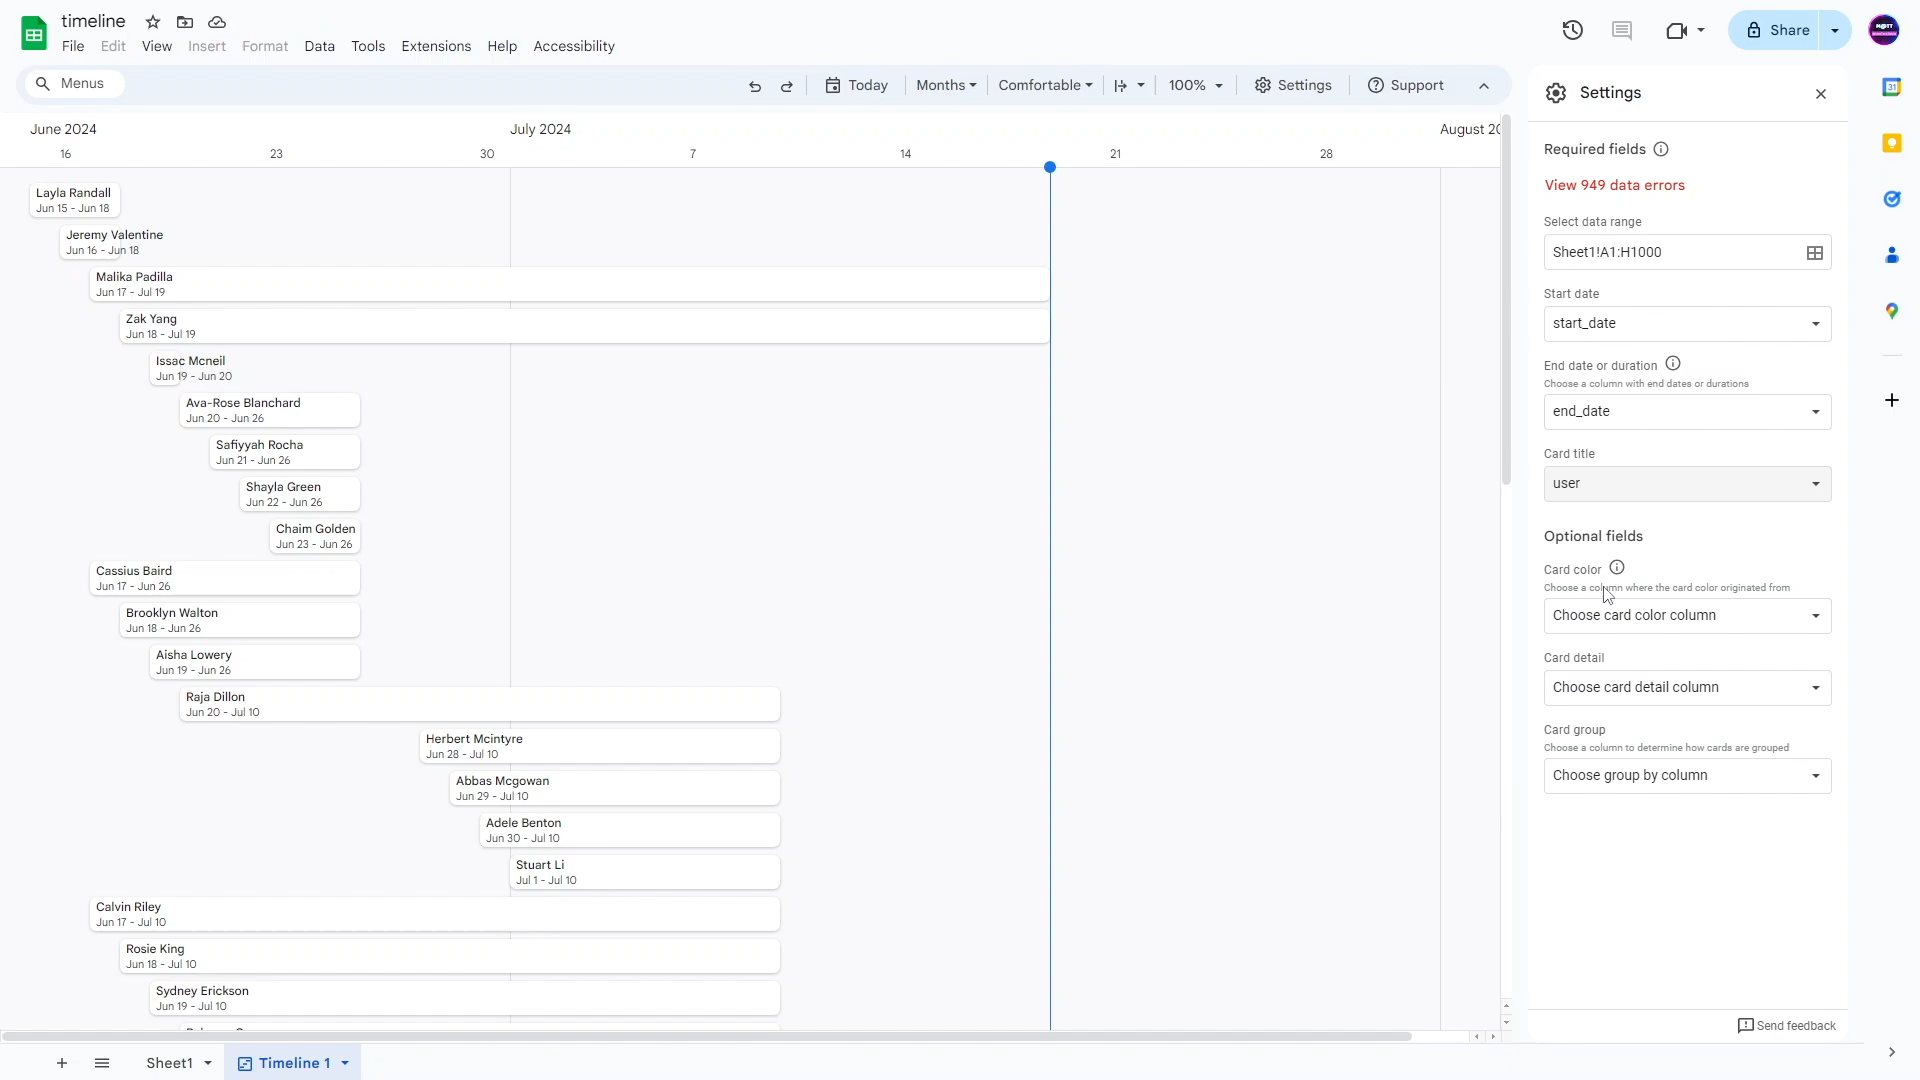 timeline
File Edit View Insert Format Data Tools Extensions Help Accessibility
Share
Menus
Today Months Comfortable 100% Settings Support
June 2024 July 2024 August 20
16 23 30 7 14 21 28
Layla Randall
Jun 15 - Jun 18
Jeremy Valentine
Jun 16 - Jun 18
Malika Padilla
Jun 17 - Jul 19
Zak Yang
Jun 18 - Jul 19
Issac Mcneil
Jun 19 - Jun 20
Ava-Rose Blanchard
Jun 20 - Jun 26
Safiyyah Rocha
Jun 21 - Jun 26
Shayla Green
Jun 22 - Jun 26
Chaim Golden
Jun 23 - Jun 26
Cassius Baird
Jun 17 - Jun 26
Brooklyn Walton
Jun 18 - Jun 26
Aisha Lowery
Jun 19 - Jun 26
Raja Dillon
Jun 20 - Jul 10
Herbert Mcintyre
Jun 28 - Jul 10
Abbas Mcgowan
Jun 29 - Jul 10
Adele Benton
Jun 30 - Jul 10
Stuart Li
Jul 1 - Jul 10
Calvin Riley
Jun 17 - Jul 10
Rosie King
Jun 18 - Jul 10
Sydney Erickson
Jun 19 - Jul 10
Settings
Required fields
View 949 data errors
Select data range
Sheet1!A1:H1000
Start date
start_date
End date or duration
Choose a column with end dates or durations
end_date
Card title
user
Optional fields
Card color
Choose a column where the card color originated from
Choose card color column
Card detail
Choose card detail column
Card group
Choose a column to determine how cards are grouped
Choose group by column
Send feedback
31
Sheet1 Timeline 1